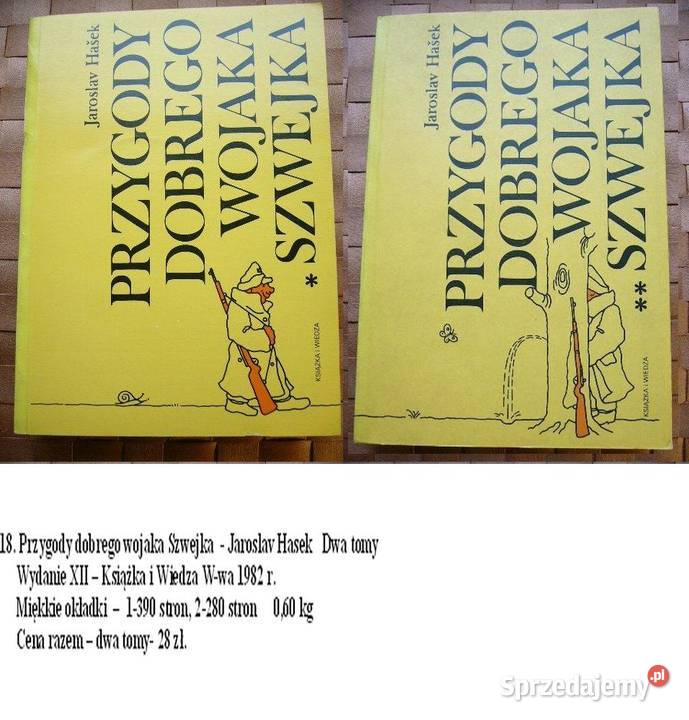 Jaroslav Hašek
PRZYGODY
DOBREGO
WOJAKA
* SZWEJKA
KSIĄŻKA i WIEDZA
Jaroslav Hašek
PRZYGODY
DOBREGO
WOJAKA
** SZWEJKA
KSIĄŻKA i WIEDZA
18. Przygody dobrego wojaka Szwejka - Jaroslav Hasek Dwa tomy
Wydanie XII – Książka i Wiedza W-wa 1982 r.
Miękkie okładki – 1-390 stron, 2-280 stron 0,60 kg
Cena razem – dwa tomy- 28 zł.
Sprzedajemy.pl